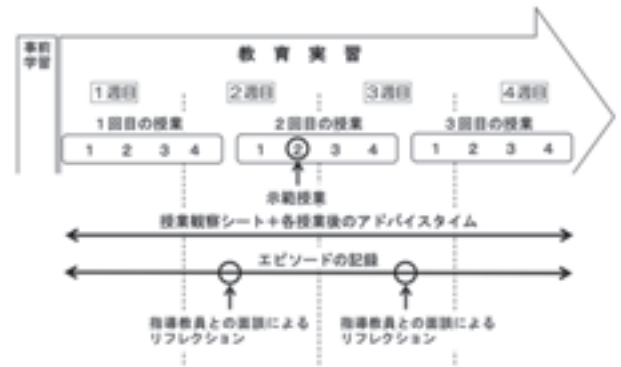 事前
学習
教育実習
1週目 2週目 3週目 4週目
1回目の授業 2回目の授業 3回目の授業
1 2 3 4 1 2 3 4 1 2 3 4
示範授業
授業観察シート+各授業後のアドバイスタイム
エピソードの記録
指導教員との面談による 指導教員との面談による
リフレクション リフレクション